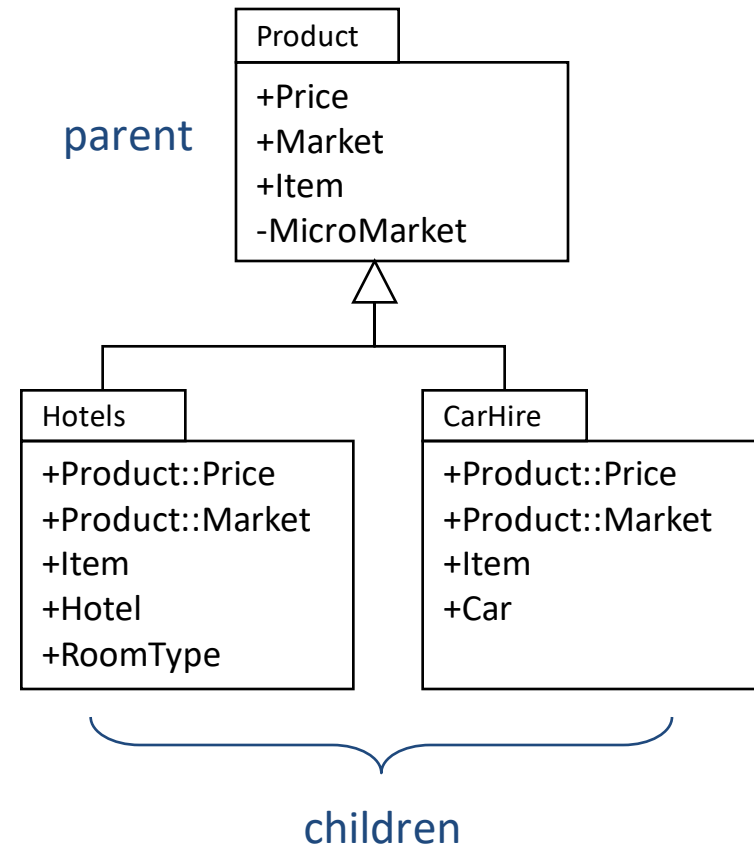 Product
+Price
+Market
+Item
-MicroMarket
parent
Hotels
+Product::Price
+Product::Market
+Item
+Hotel
+RoomType
CarHire
+Product::Price
+Product::Market
+Item
+Car
children